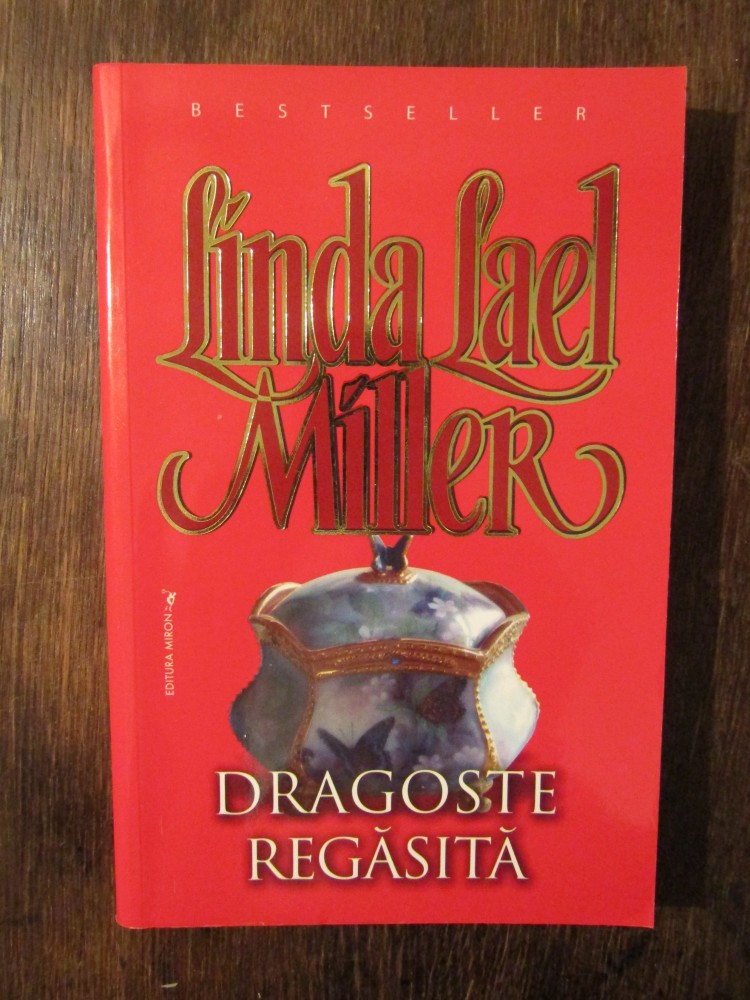 BESTSELLER
Linda Lael
Miller
EDITURA MIRON
DRAGOSTE
REGĂSITĂ